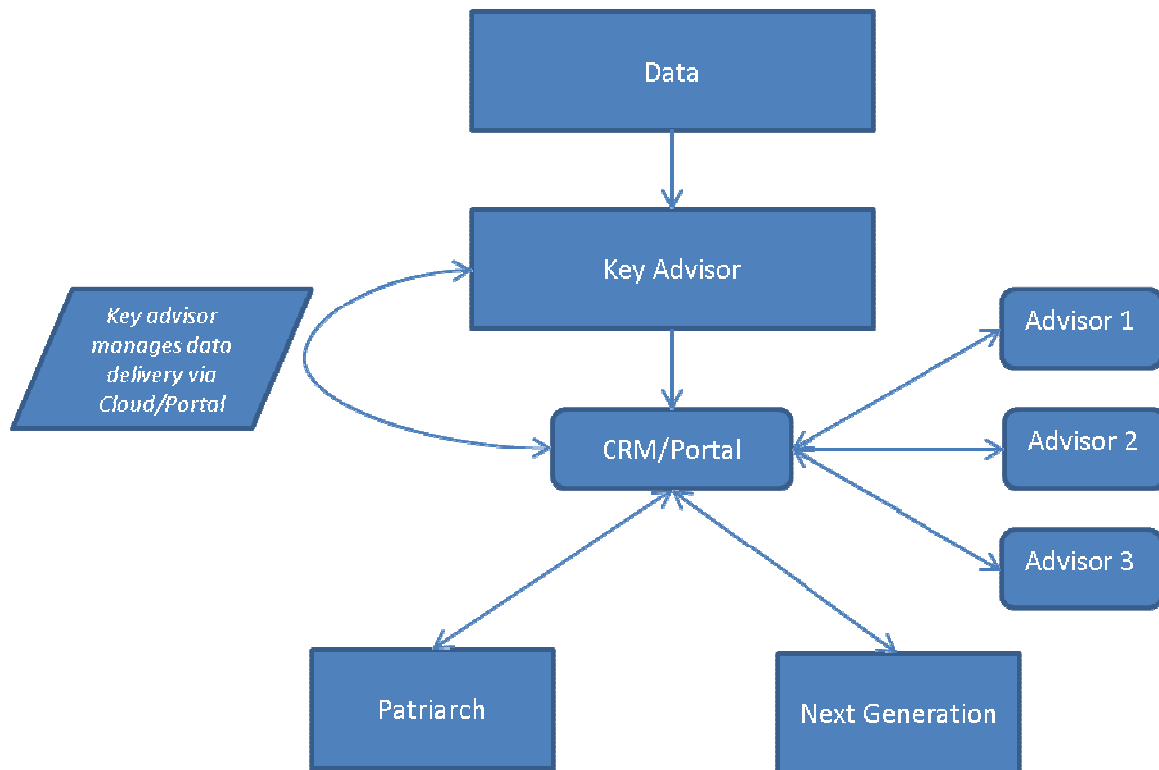 Data
Key Advisor
Key advisor
manages data
delivery via
Cloud/Portal
CRM/Portal
Advisor 1
Advisor 2
Advisor 3
Patriarch
Next Generation